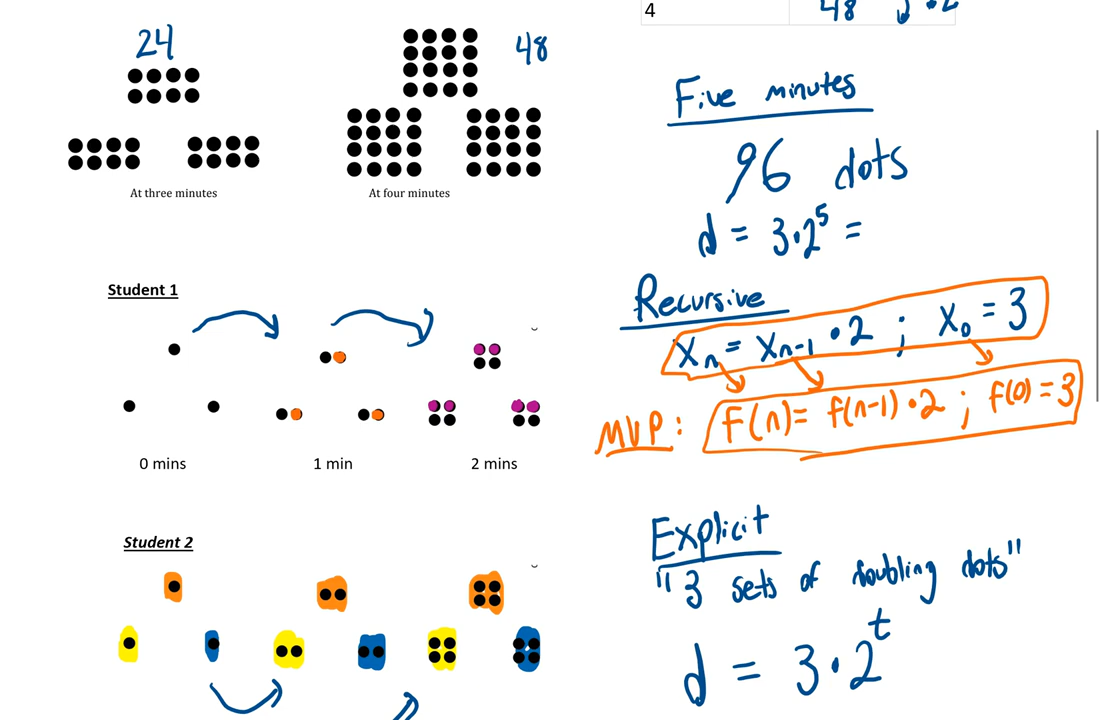 24
48
At three minutes
At four minutes
Student 1
0 mins
1 min
2 mins
Student 2
4
48 ·2
Five minutes
96 dots
d = 3·2⁵ =
Recursive
Xₙ = Xₙ₋₁ · 2 ; X₀ = 3
MVP: f(n) = f(n-1) · 2 ; f(0) = 3
Explicit
"3 sets of doubling dots"
d = 3·2ᵗ